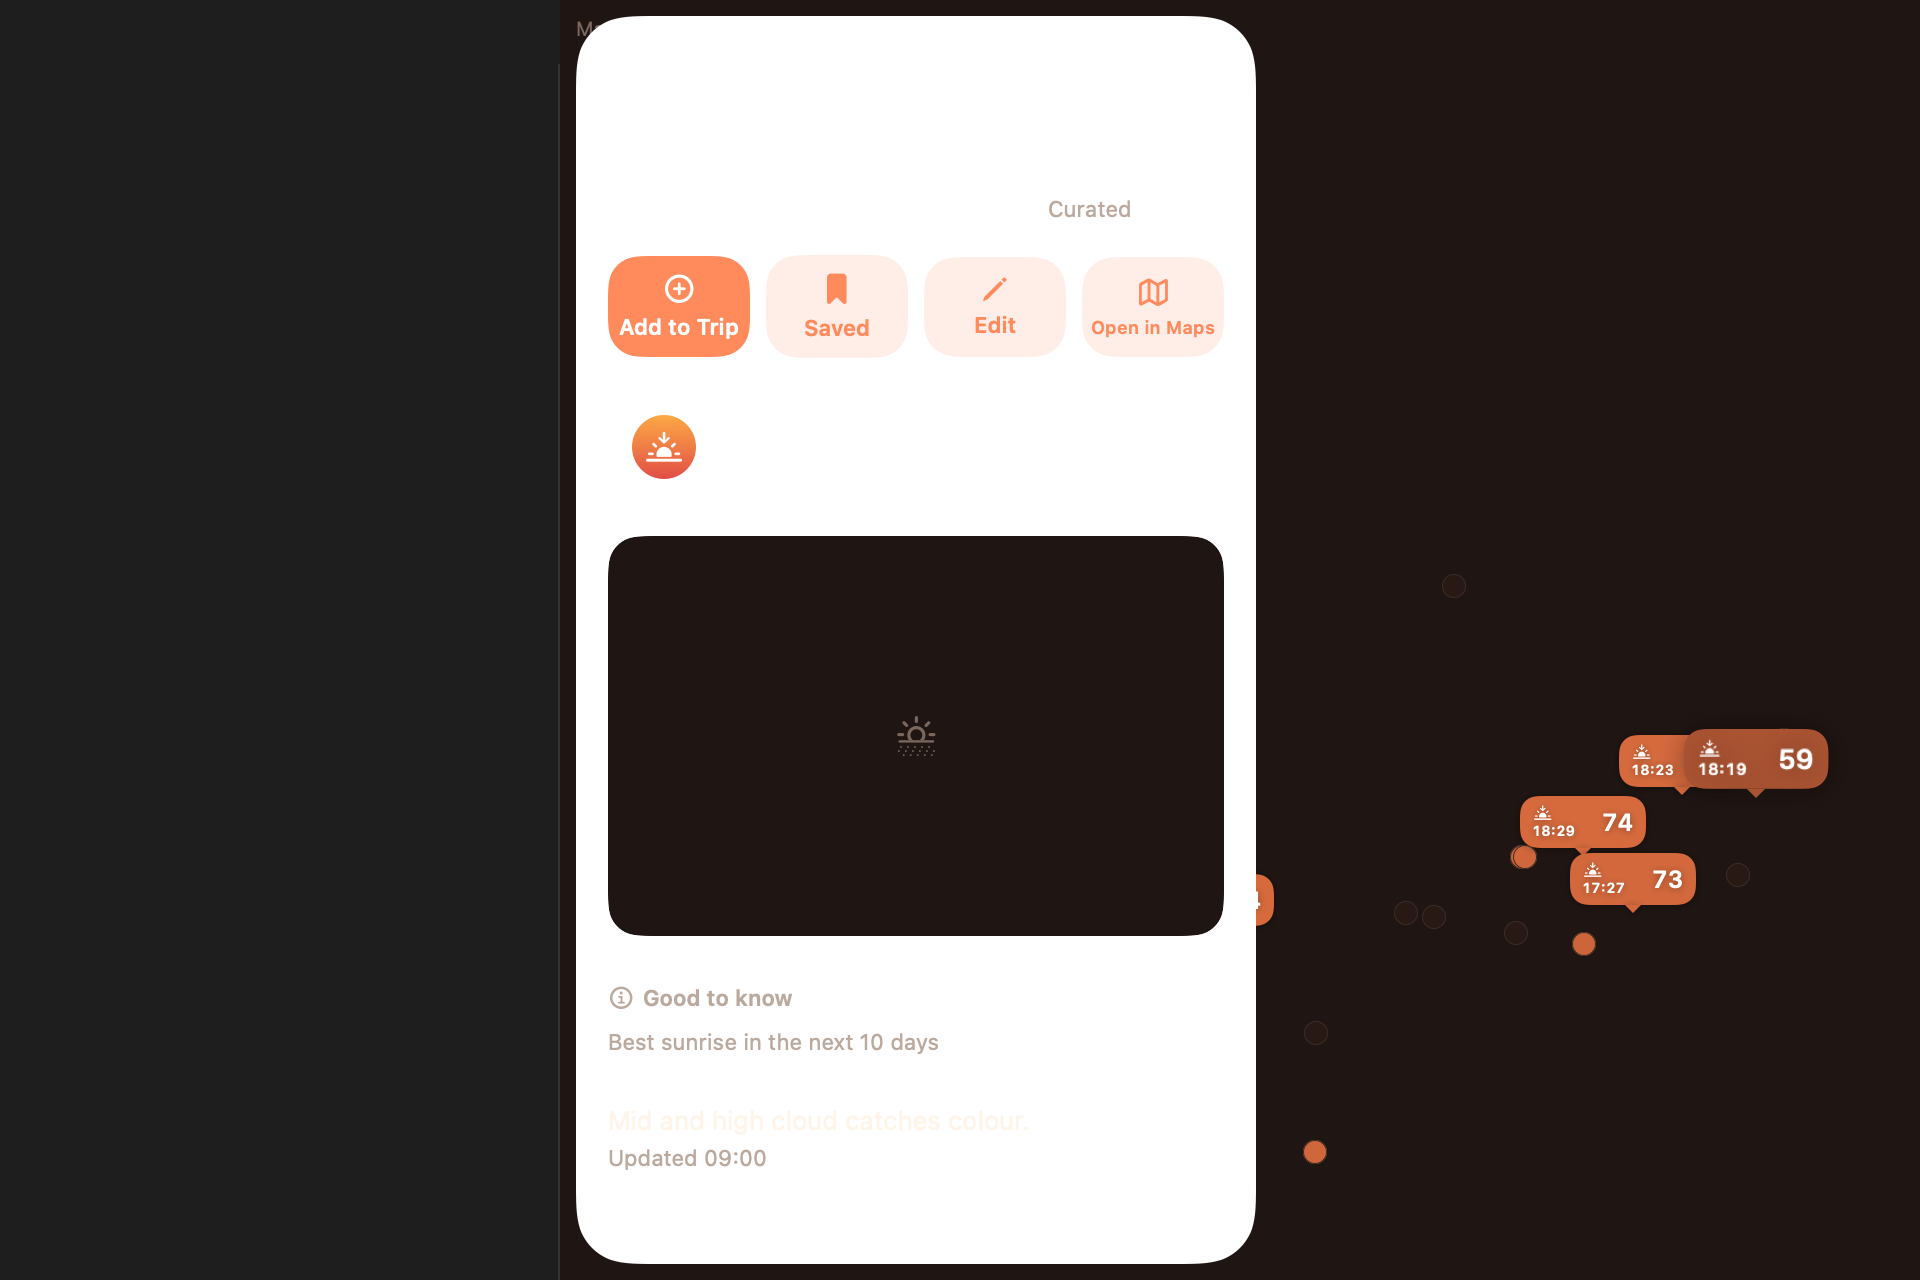 Curated
Add to Trip
Saved
Edit
Open in Maps
18:23
18:19
59
18:29
74
17:27
73
Good to know
Best sunrise in the next 10 days
Mid and high cloud catches colour.
Updated 09:00